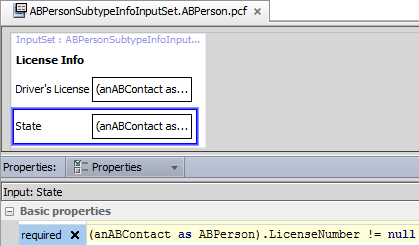 ABPersonSubtypeInfoInputSet.ABPerson.pcf ×
InputSet : ABPersonSubtypeInfoInput...
License Info
Driver's License (anABContact as...
State (anABContact as...
Properties: Properties
Input: State
Basic properties
required (anABContact as ABPerson).LicenseNumber != null